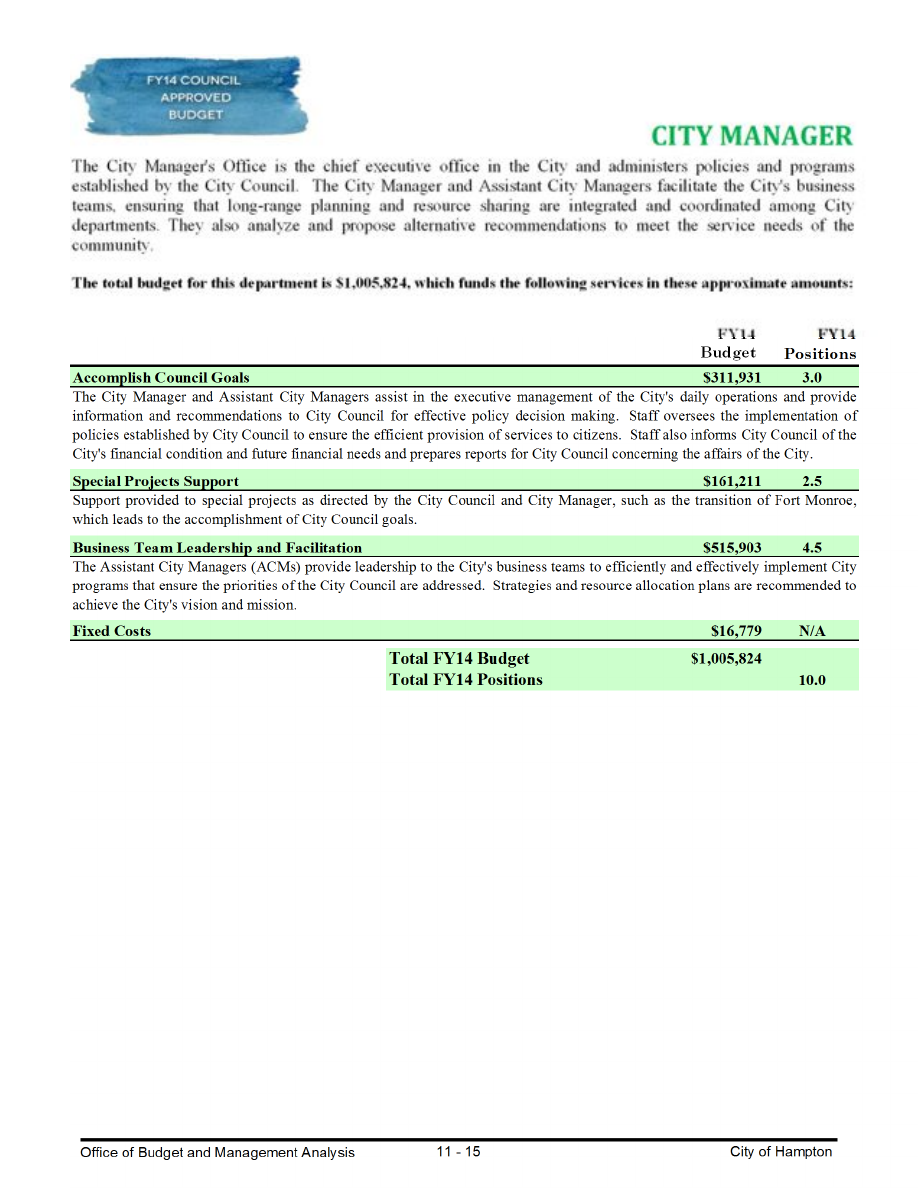 FY14 COUNCIL
APPROVED
BUDGET
CITY MANAGER
The City Manager's Office is the chief executive office in the City and administers policies and programs
established by the City Council. The City Manager and Assistant City Managers facilitate the City's business
teams, ensuring that long-range planning and resource sharing are integrated and coordinated among City
departments. They also analyze and propose alternative recommendations to meet the service needs of the
community.
The total budget for this department is $1,005,824, which funds the following services in these approximate amounts:
FY14 FY14
Budget Positions
Accomplish Council Goals $311,931 3.0
The City Manager and Assistant City Managers assist in the executive management of the City's daily operations and provide
information and recommendations to City Council for effective policy decision making. Staff oversees the implementation of
policies established by City Council to ensure the efficient provision of services to citizens. Staff also informs City Council of the
City's financial condition and future financial needs and prepares reports for City Council concerning the affairs of the City.
Special Projects Support $161,211 2.5
Support provided to special projects as directed by the City Council and City Manager, such as the transition of Fort Monroe,
which leads to the accomplishment of City Council goals.
Business Team Leadership and Facilitation $515,903 4.5
The Assistant City Managers (ACMs) provide leadership to the City's business teams to efficiently and effectively implement City
programs that ensure the priorities of the City Council are addressed. Strategies and resource allocation plans are recommended to
achieve the City's vision and mission.
Fixed Costs $16,779 N/A
Total FY14 Budget $1,005,824
Total FY14 Positions 10.0
Office of Budget and Management Analysis 11 - 15 City of Hampton